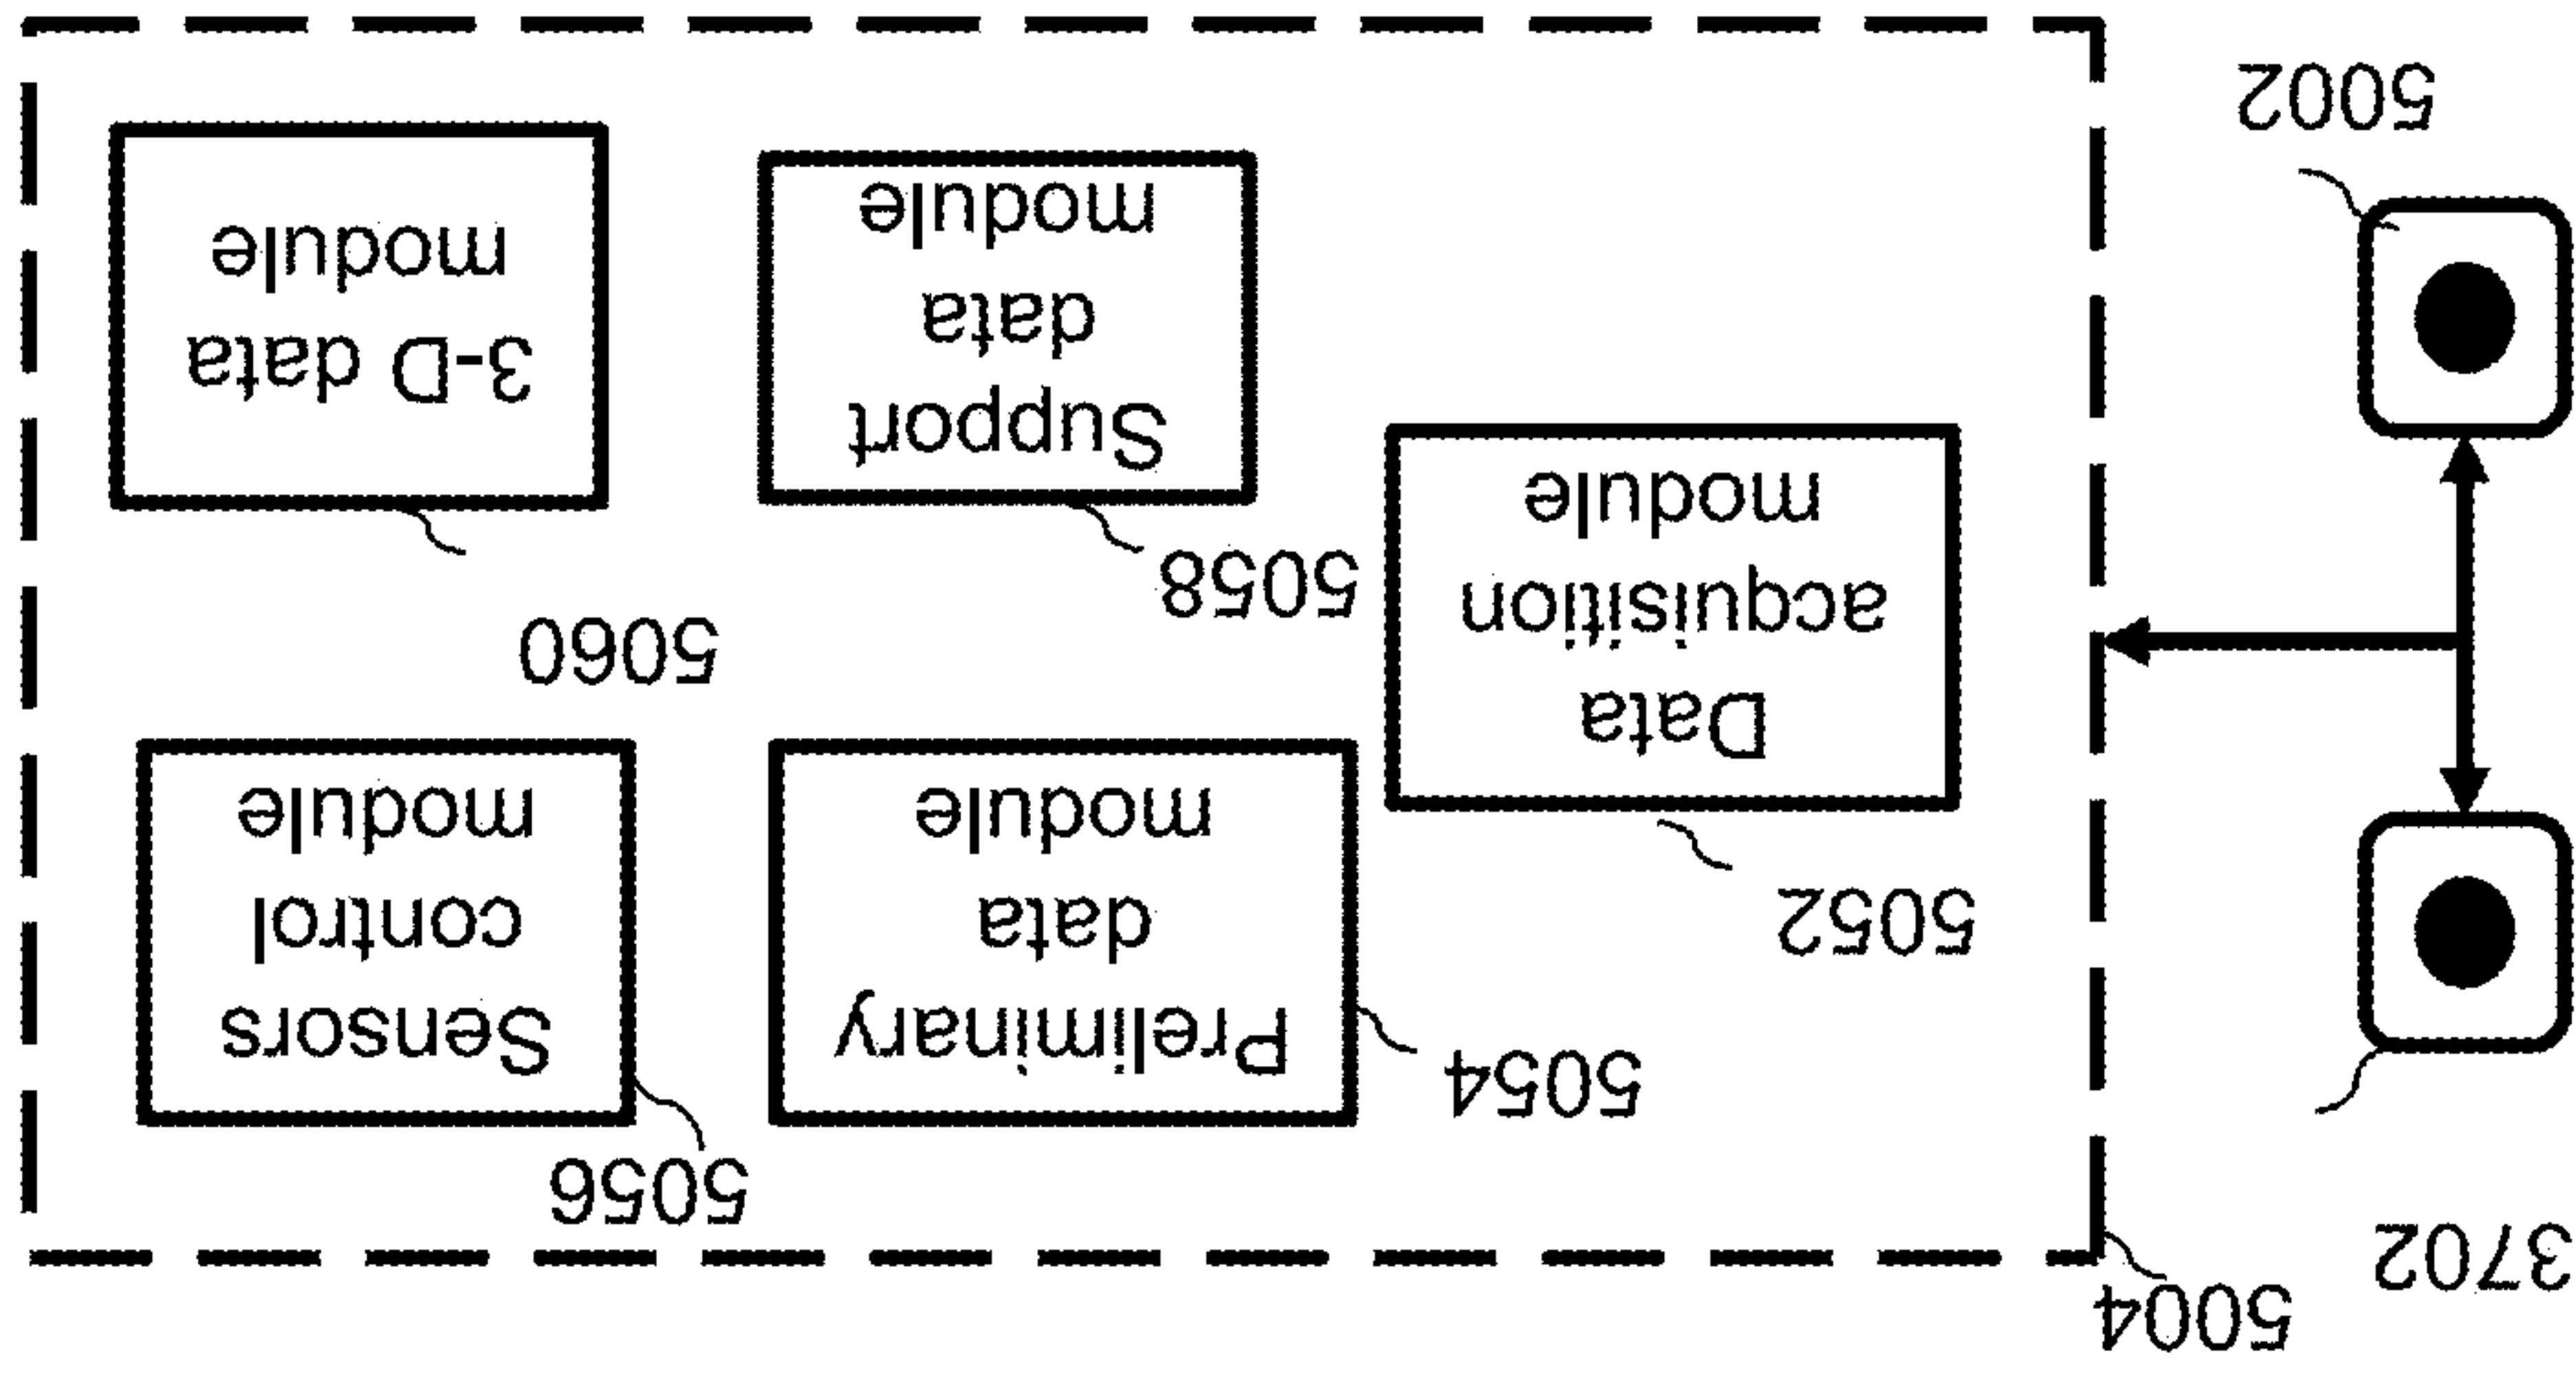 5004
3702
5056
5054
Preliminary
data
module
Sensors
control
module
5052
Data
acquisition
module
5060
5058
Support
data
module
3-D data
module
5002